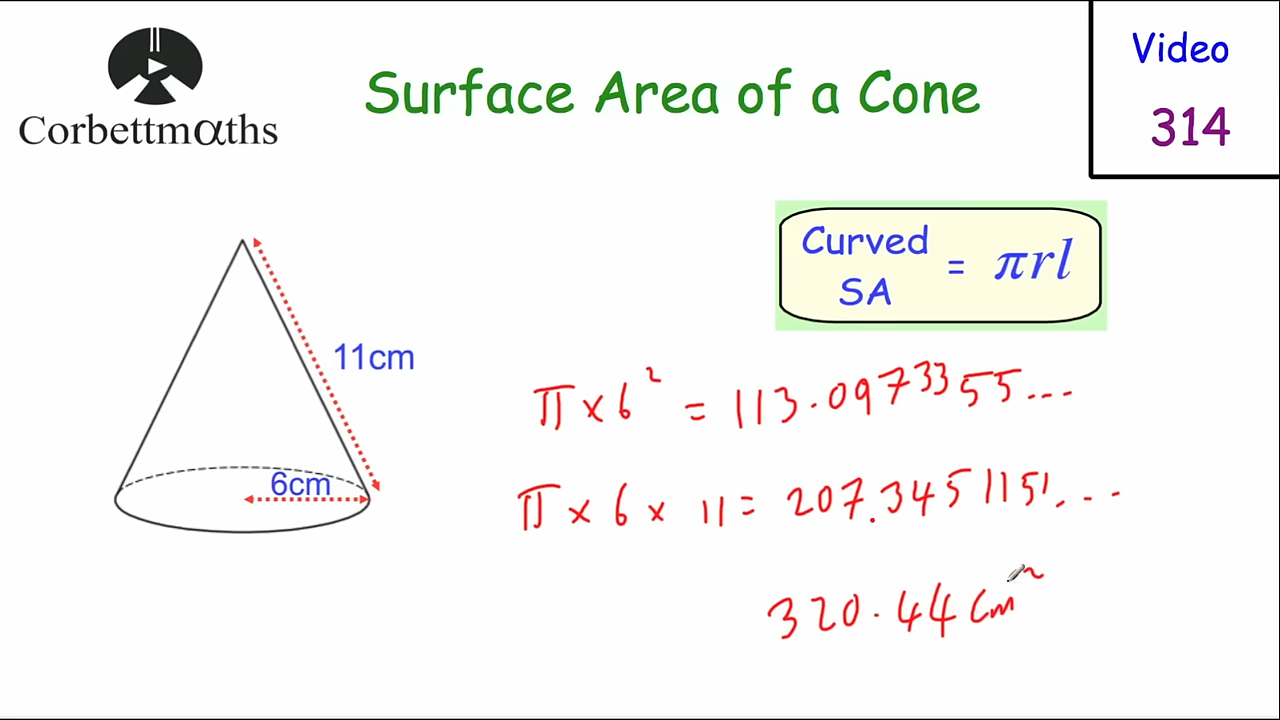 Corbettmαths
Surface Area of a Cone
Video
314
Curved
SA
= πrl
11cm
6cm
π × 6² = 113.0973355...
π × 6 × 11 = 207.3451151...
320.44cm²